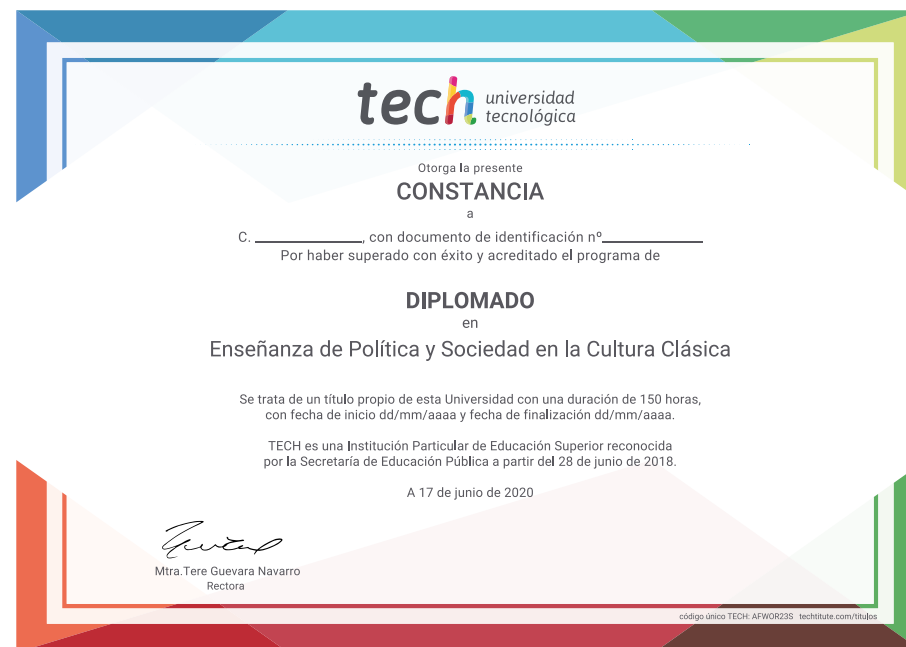 tech universidad
tecnológica
Otorga la presente
CONSTANCIA
a
C. ____________, con documento de identificación nº____________
Por haber superado con éxito y acreditado el programa de
DIPLOMADO
en
Enseñanza de Política y Sociedad en la Cultura Clásica
Se trata de un título propio de esta Universidad con una duración de 150 horas,
con fecha de inicio dd/mm/aaaa y fecha de finalización dd/mm/aaaa.
TECH es una Institución Particular de Educación Superior reconocida
por la Secretaría de Educación Pública a partir del 28 de junio de 2018.
A 17 de junio de 2020
Mtra.Tere Guevara Navarro
Rectora
código único TECH: AFWOR23S techtitute.com/titulos